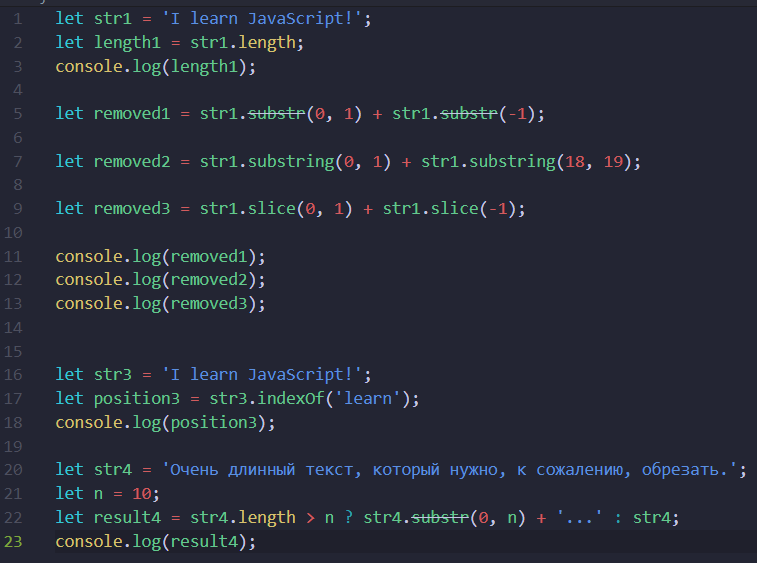 1 let str1 = 'I learn JavaScript!';
2 let length1 = str1.length;
3 console.log(length1);
4
5 let removed1 = str1.substr(0, 1) + str1.substr(-1);
6
7 let removed2 = str1.substring(0, 1) + str1.substring(18, 19);
8
9 let removed3 = str1.slice(0, 1) + str1.slice(-1);
10
11 console.log(removed1);
12 console.log(removed2);
13 console.log(removed3);
14
15
16 let str3 = 'I learn JavaScript!';
17 let position3 = str3.indexOf('learn');
18 console.log(position3);
19
20 let str4 = 'Очень длинный текст, который нужно, к сожалению, обрезать.';
21 let n = 10;
22 let result4 = str4.length > n ? str4.substr(0, n) + '...' : str4;
23 console.log(result4);